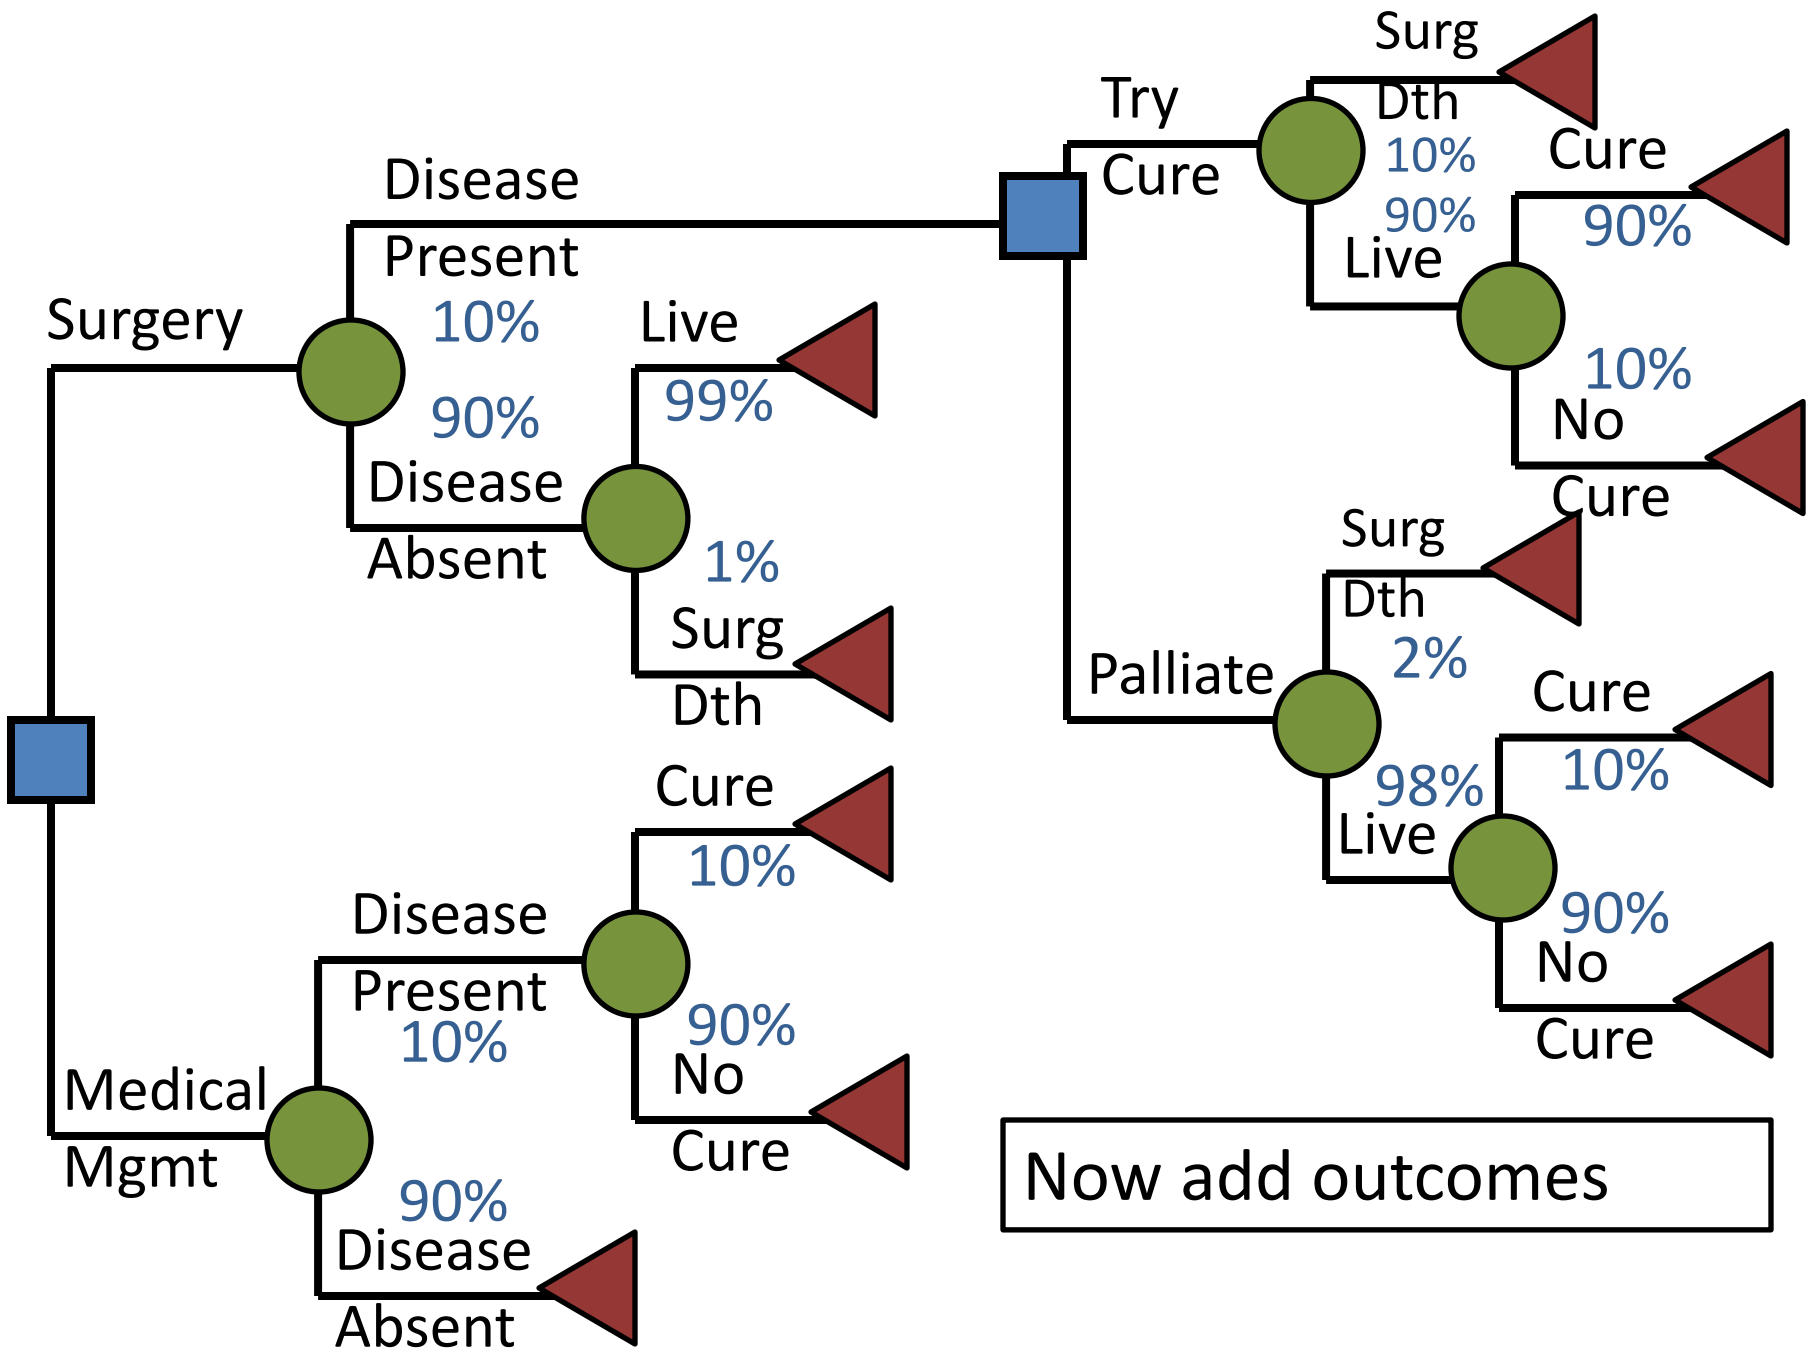 Surgery
Disease
Present
10%
90%
Disease
Absent
Live
99%
1%
Surg
Dth
Try
Cure
Surg
Dth
10%
90%
Live
Cure
90%
10%
No
Cure
Palliate
Surg
Dth
2%
98%
Live
Cure
10%
90%
No
Cure
Medical
Mgmt
Disease
Present
10%
90%
Disease
Absent
Cure
10%
90%
No
Cure
Now add outcomes